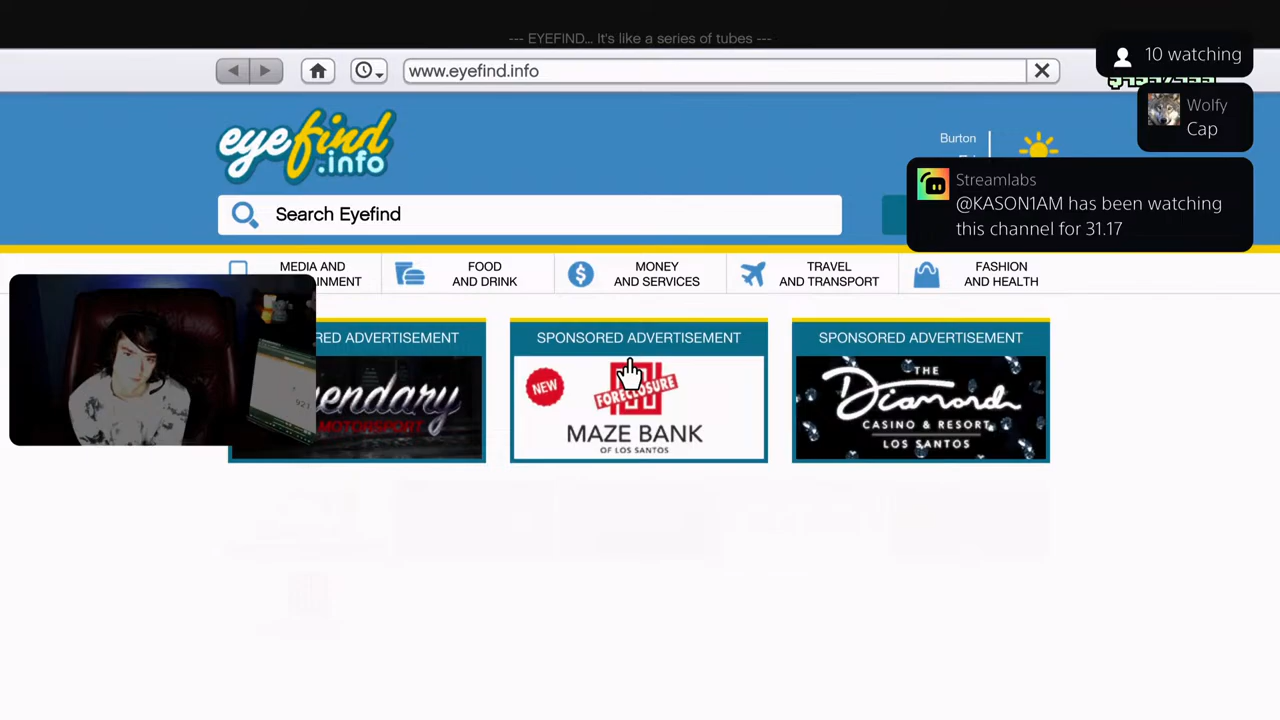 --- EYEFIND... It's like a series of tubes ---
10 watching
www.eyefind.info
Wolfy
Cap
eyefind
.info
Burton
Streamlabs
@KASON1AM has been watching
this channel for 31.17
Search Eyefind
MEDIA AND
FOOD
AND DRINK
MONEY
AND SERVICES
TRAVEL
AND TRANSPORT
FASHION
AND HEALTH
SPONSORED ADVERTISEMENT
SPONSORED ADVERTISEMENT
NEW
FORECLOSURE
MAZE BANK
OF LOS SANTOS
THE
Diamond
CASINO & RESORT
LOS SANTOS
MOTORSPORT